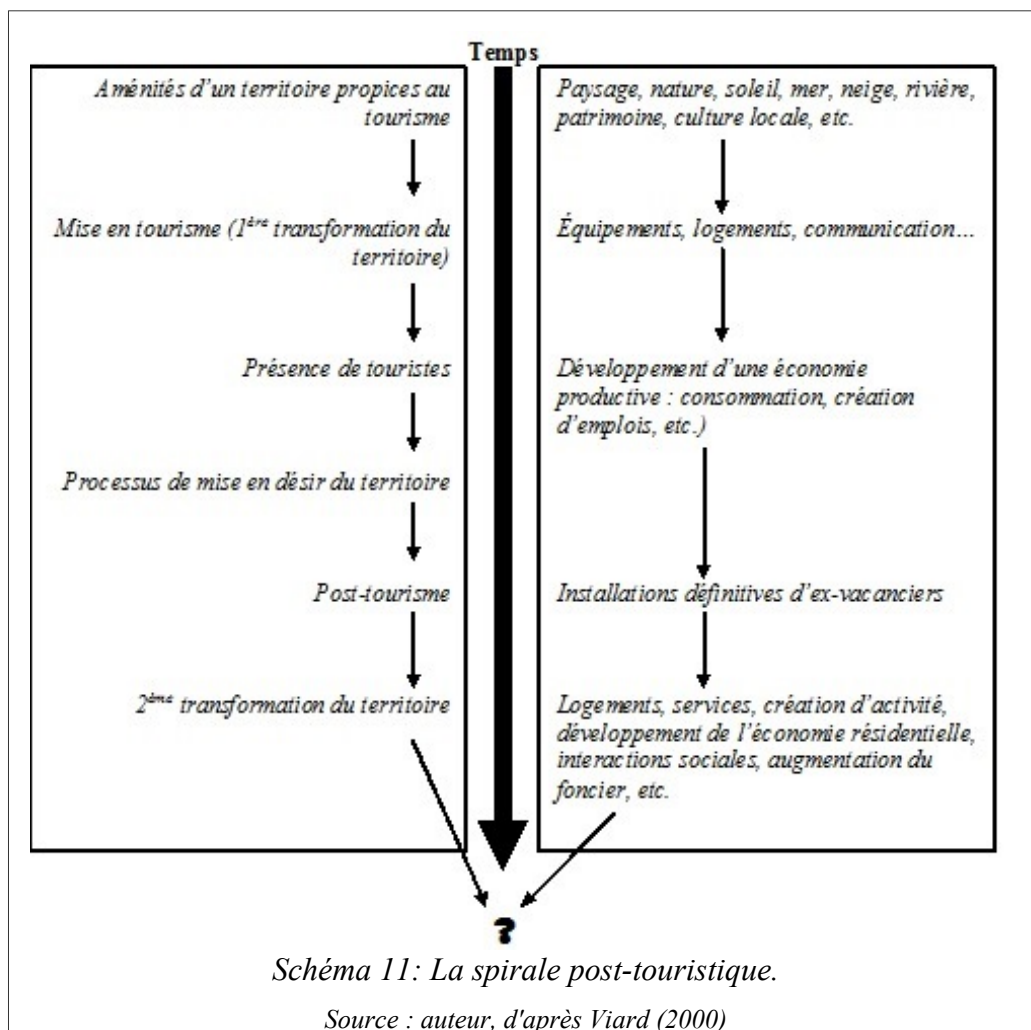 Temps
Aménités d'un territoire propices au
tourisme
Mise en tourisme (1ère transformation du
territoire)
Présence de touristes
Processus de mise en désir du territoire
Post-tourisme
2ème transformation du territoire
Paysage, nature, soleil, mer, neige, rivière,
patrimoine, culture locale, etc.
Équipements, logements, communication…
Développement d'une économie
productive : consommation, création
d'emplois, etc.)
Installations définitives d'ex-vacanciers
Logements, services, création d'activité,
développement de l'économie résidentielle,
interactions sociales, augmentation du
foncier, etc.
?
Schéma 11: La spirale post-touristique.
Source : auteur, d'après Viard (2000)